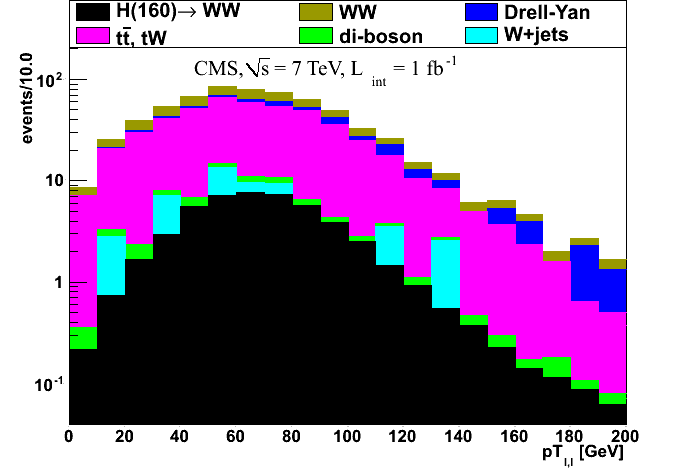 H(160)→ WW WW Drell-Yan
tt̅, tW di-boson W+jets
CMS, √s = 7 TeV, L int = 1 fb⁻¹
events/10.0
10²
10
1
10⁻¹
0 20 40 60 80 100 120 140 160 180 200
pT l,l [GeV]